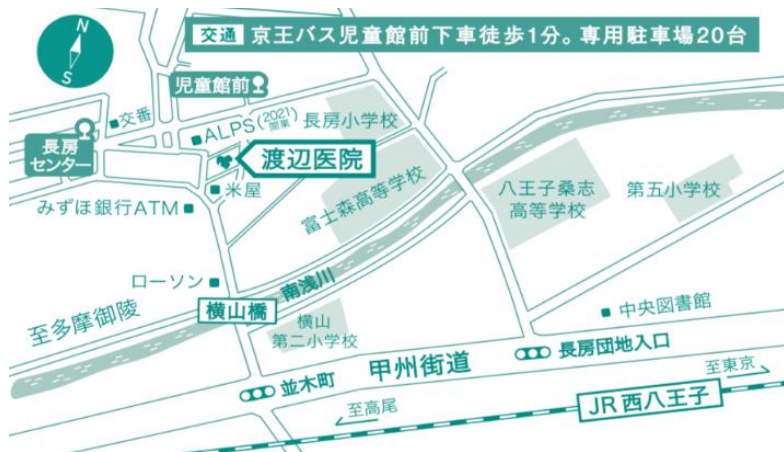 N
S
交通 京王バス児童館前下車徒歩1分。専用駐車場20台
児童館前
交番
ALPS(2021開業)
長房小学校
長房
センター
渡辺医院
米屋
みずほ銀行ATM
富士森高等学校
八王子桑志
高等学校
第五小学校
ローソン
南浅川
至多摩御陵
横山橋
横山
第二小学校
中央図書館
長房団地入口
甲州街道
並木町
至東京
至高尾
JR西八王子